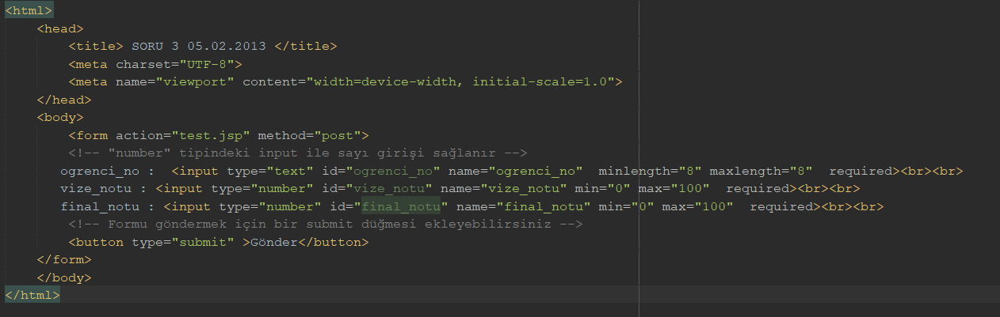 <html>
<head>
<title> SORU 3 05.02.2013 </title>
<meta charset="UTF-8">
<meta name="viewport" content="width=device-width, initial-scale=1.0">
</head>
<body>
<form action="test.jsp" method="post">
<!-- "number" tipindeki input ile sayı girişi sağlanır -->
ogrenci_no :  <input type="text" id="ogrenci_no" name="ogrenci_no"  minlength="8" maxlength="8"  required><br><br>
vize_notu : <input type="number" id="vize_notu" name="vize_notu" min="0" max="100"  required><br><br>
final_notu : <input type="number" id="final_notu" name="final_notu" min="0" max="100"  required><br><br>
<!-- Formu göndermek için bir submit düğmesi ekleyebilirsiniz -->
<button type="submit" >Gönder</button>
</form>
</body>
</html>